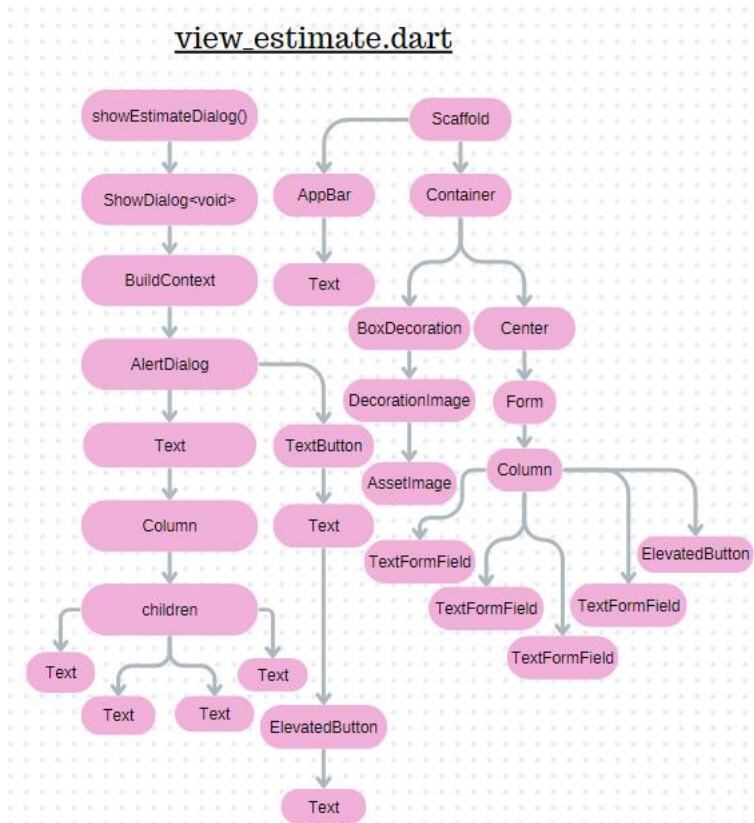 view_estimate.dart
showEstimateDialog()
Scaffold
ShowDialog<void>
AppBar
Container
BuildContext
Text
BoxDecoration
Center
AlertDialog
DecorationImage
Form
Text
TextButton
Column
AssetImage
Column
Text
ElevatedButton
TextFormField
children
TextFormField
TextFormField
TextFormField
Text
Text
Text
Text
ElevatedButton
Text